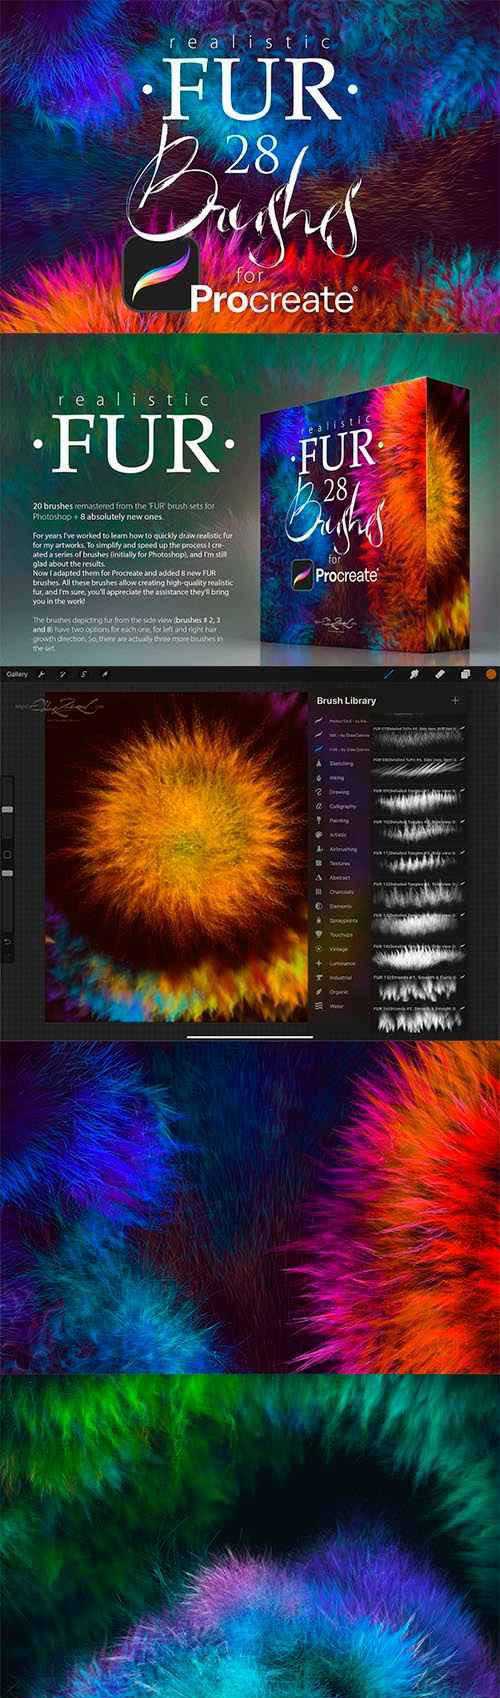 realistic
·FUR·
28
Brushes
for
Procreate®
realistic
·FUR·
20 brushes remastered from the 'FUR' brush sets for
Photoshop + 8 absolutely new ones.
For years I've worked to learn how to quickly draw realistic fur
for my artworks. To simplify and speed up the process I cre-
ated a series of brushes (initially for Photoshop), and I'm still
glad about the results.
Now I adapted them for Procreate and added 8 new FUR
brushes. All these brushes allow creating high-quality realistic
fur, and I'm sure, you'll appreciate the assistance they'll bring
you in the work!
The brushes depicting fur from the side view (brushes # 2, 3
and 8) have two options for each one, for left and right hair
growth direction. So, there are actually three more brushes in
the set.
realistic
·FUR·
28
Brushes
for
Procreate®
Gallery
Brush Library
Sketching
Inking
Drawing
Calligraphy
Painting
Artistic
Airbrushing
Textures
Abstract
Charcoals
Elements
Spraypaints
Touchups
Vintage
Luminance
Industrial
Organic
Water